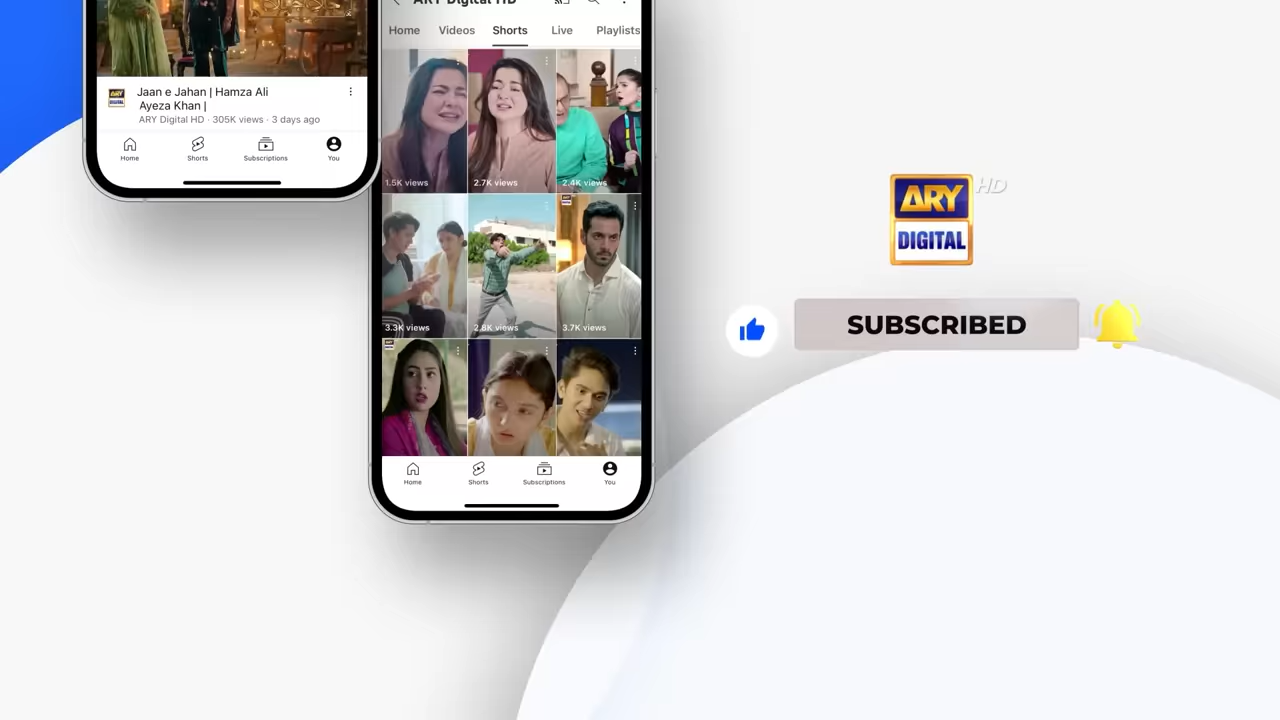 Jaan e Jahan | Hamza Ali
Ayeza Khan |
ARY Digital HD · 305K views · 3 days ago
Home
Shorts
Subscriptions
You
ARY Digital HD
Home
Videos
Shorts
Live
Playlists
1.5K views
2.7K views
2.4K views
3.3K views
2.8K views
3.7K views
Home
Shorts
Subscriptions
You
ARY
HD
DIGITAL
SUBSCRIBED